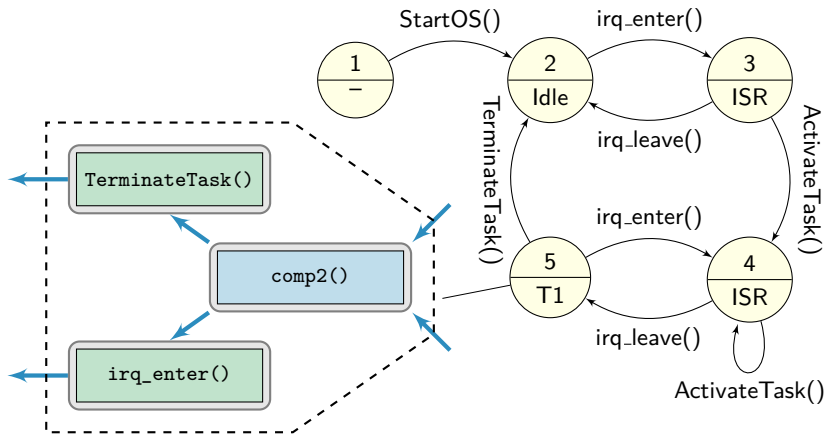 StartOS()
irq_enter()
1
–
2
Idle
3
ISR
irq_leave()
TerminateTask()
ActivateTask()
TerminateTask()
comp2()
irq_enter()
irq_enter()
5
T1
4
ISR
irq_leave()
ActivateTask()